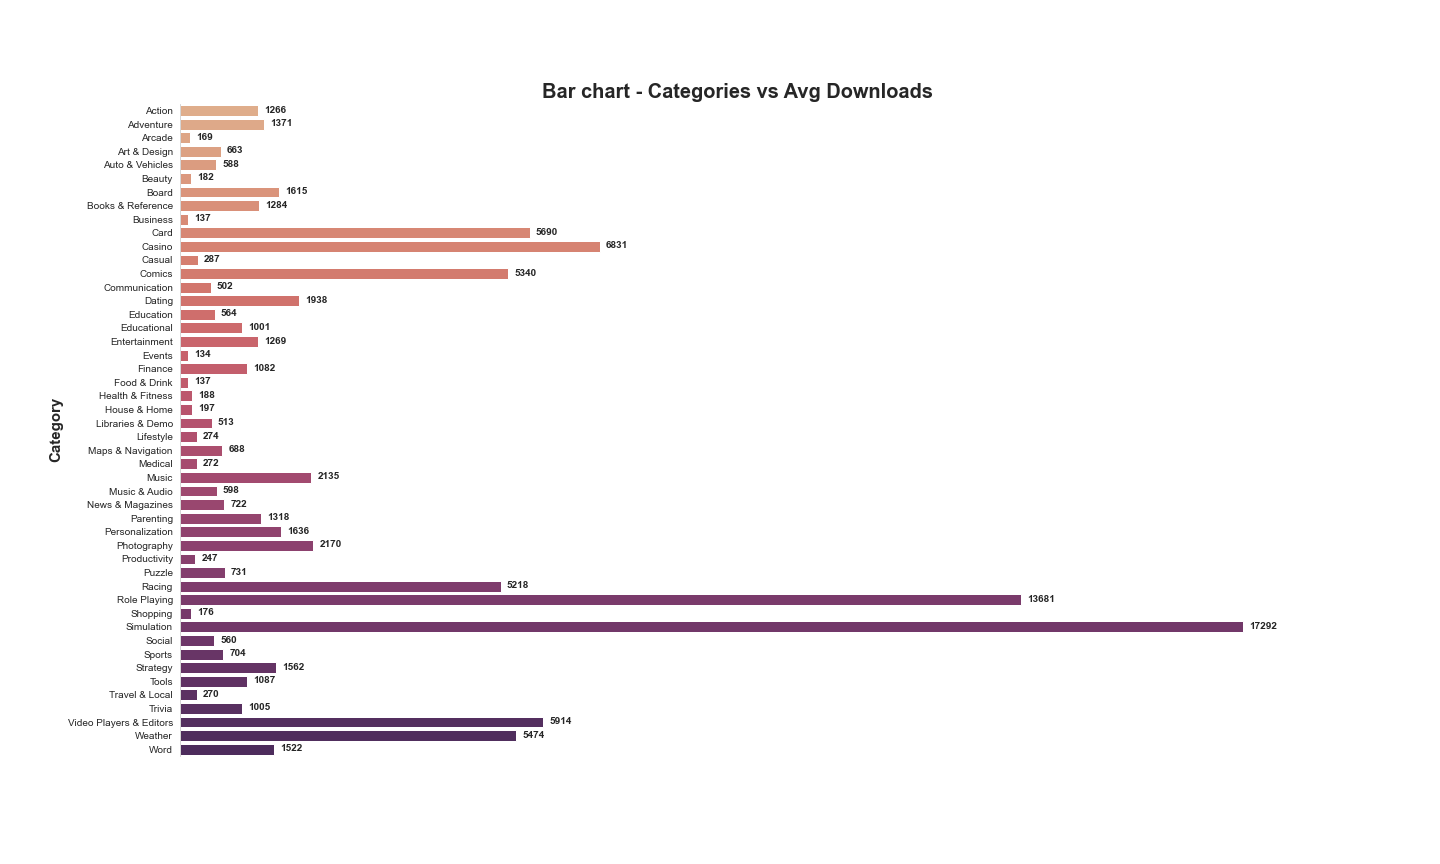 Bar chart - Categories vs Avg Downloads
Category
Action 1266
Adventure 1371
Arcade 169
Art & Design 663
Auto & Vehicles 588
Beauty 182
Board 1615
Books & Reference 1284
Business 137
Card 5690
Casino 6831
Casual 287
Comics 5340
Communication 502
Dating 1938
Education 564
Educational 1001
Entertainment 1269
Events 134
Finance 1082
Food & Drink 137
Health & Fitness 188
House & Home 197
Libraries & Demo 513
Lifestyle 274
Maps & Navigation 688
Medical 272
Music 2135
Music & Audio 598
News & Magazines 722
Parenting 1318
Personalization 1636
Photography 2170
Productivity 247
Puzzle 731
Racing 5218
Role Playing 13681
Shopping 176
Simulation 17292
Social 560
Sports 704
Strategy 1562
Tools 1087
Travel & Local 270
Trivia 1005
Video Players & Editors 5914
Weather 5474
Word 1522